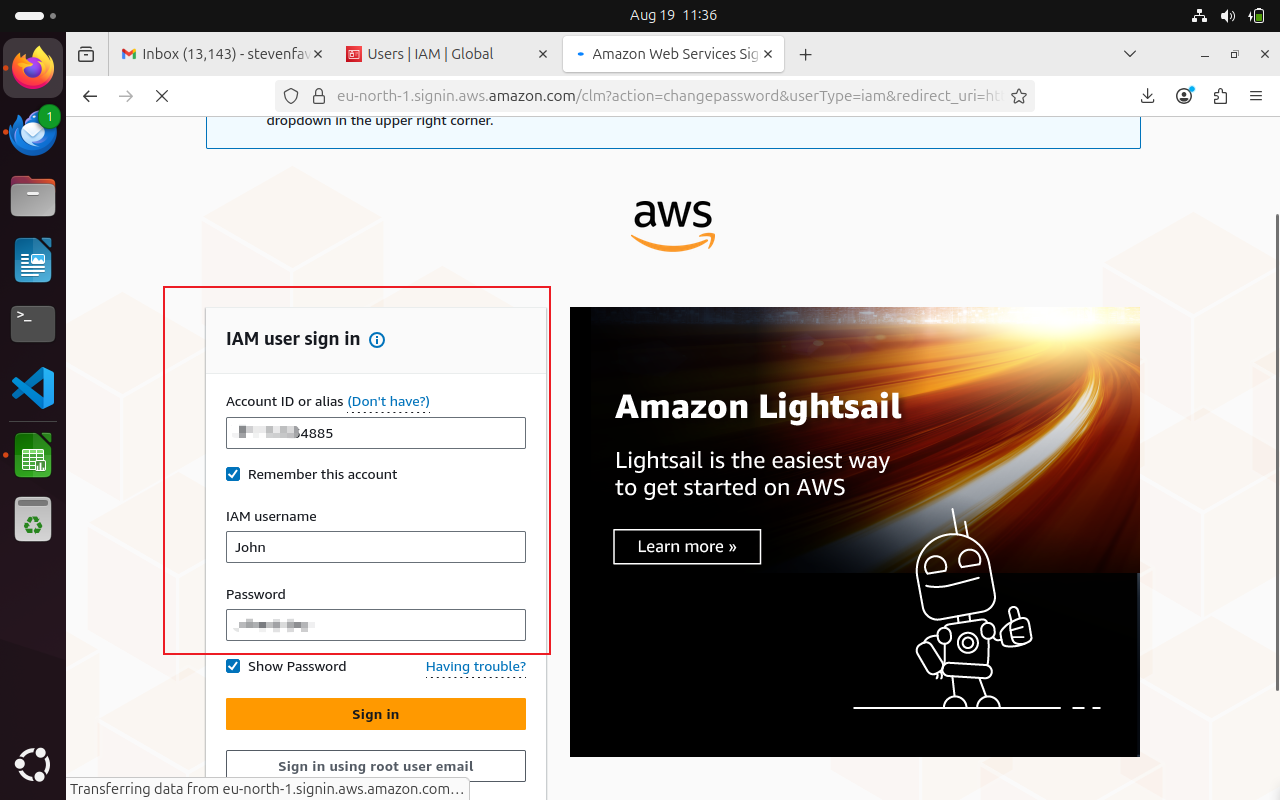 Aug 19 11:36
Inbox (13,143) - stevenfav
Users | IAM | Global
Amazon Web Services Sig
eu-north-1.signin.aws.amazon.com/clm?action=changepassword&userType=iam&redirect_uri=ht
1
dropdown in the upper right corner.
aws
IAM user sign in
Account ID or alias (Don't have?)
4885
Remember this account
IAM username
John
Password
Show Password
Having trouble?
Sign in
Sign in using root user email
Amazon Lightsail
Lightsail is the easiest way
to get started on AWS
Learn more »
Transferring data from eu-north-1.signin.aws.amazon.com…